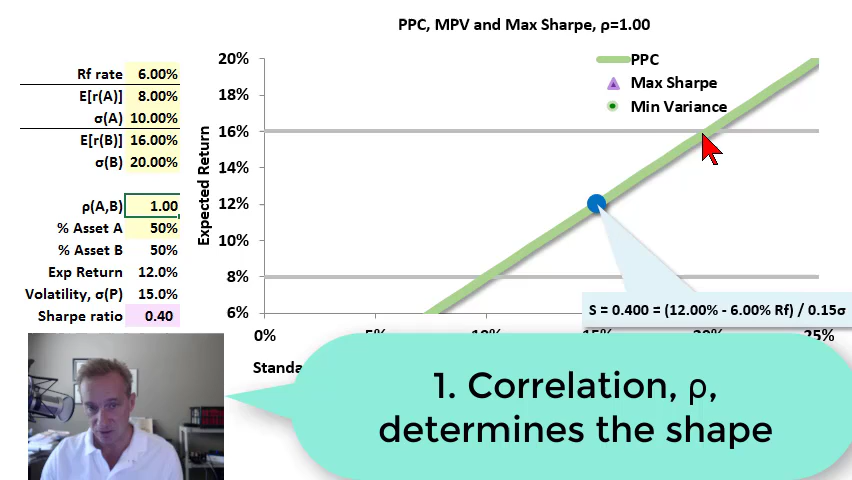 PPC, MPV and Max Sharpe, ρ=1.00
Rf rate 6.00%
E[r(A)] 8.00%
σ(A) 10.00%
E[r(B)] 16.00%
σ(B) 20.00%
ρ(A,B) 1.00
% Asset A 50%
% Asset B 50%
Exp Return 12.0%
Volatility, σ(P) 15.0%
Sharpe ratio 0.40
Expected Return
20%
18%
16%
14%
12%
10%
8%
6%
PPC
Max Sharpe
Min Variance
S = 0.400 = (12.00% - 6.00% Rf) / 0.15σ
0% 5% 10% 15% 20% 25%
Standa
1. Correlation, ρ,
determines the shape